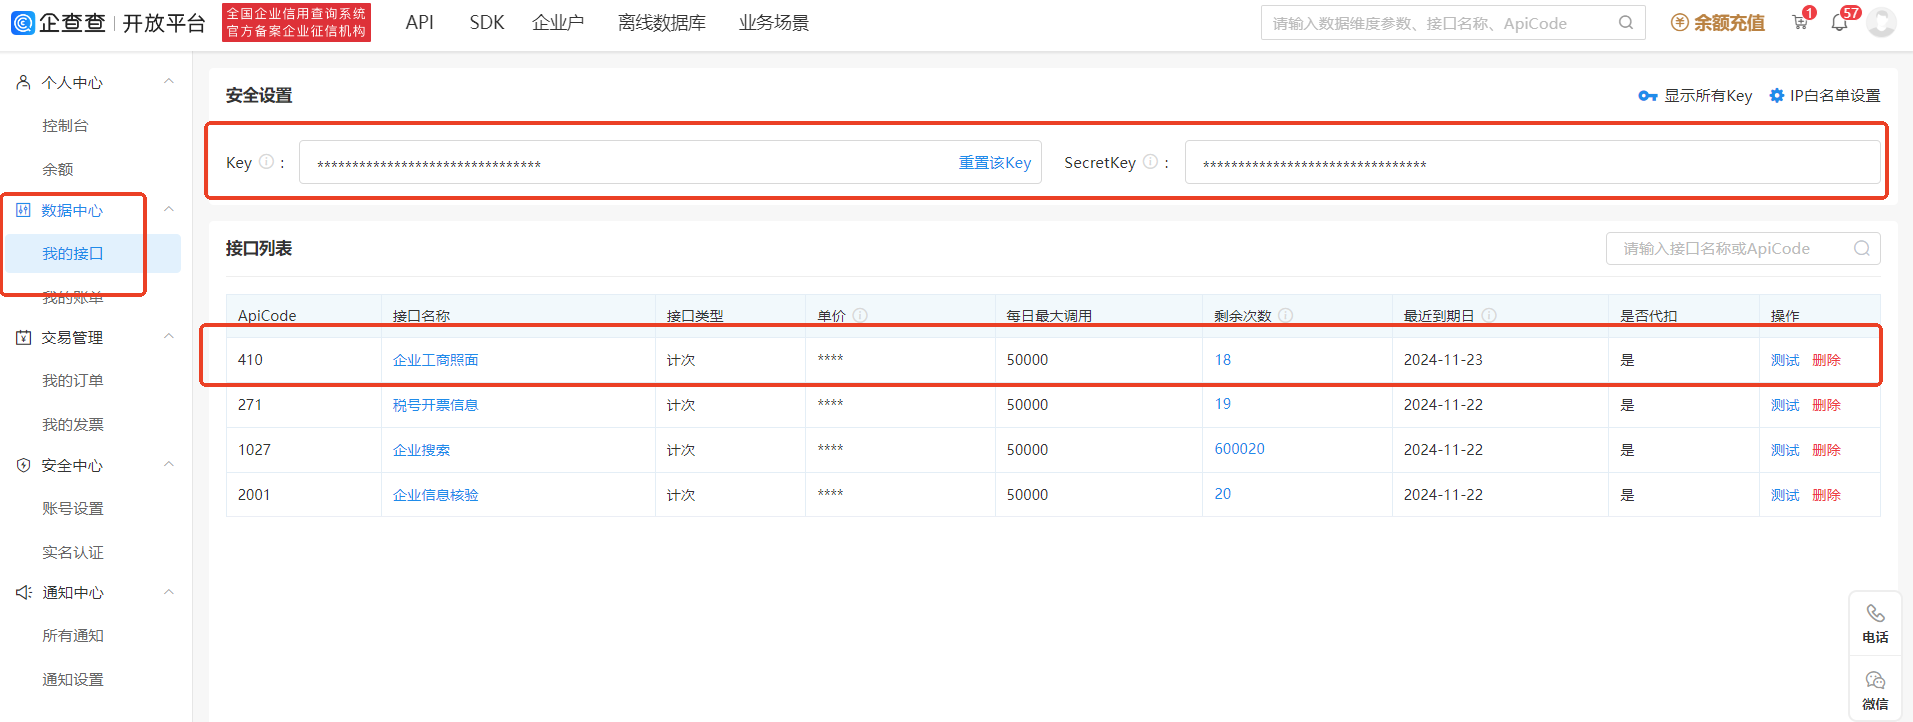 企查查 开放平台 全国企业信用查询系统 官方备案企业征信机构 API SDK 企业户 离线数据库 业务场景 请输入数据维度参数、接口名称、ApiCode 余额充值 1 57
个人中心
控制台
余额
数据中心
我的接口
我的账单
交易管理
我的订单
我的发票
安全中心
账号设置
实名认证
通知中心
所有通知
通知设置
安全设置 显示所有Key IP白名单设置
Key : ******************************** 重置该Key SecretKey : ********************************
接口列表 请输入接口名称或ApiCode
ApiCode 接口名称 接口类型 单价 每日最大调用 剩余次数 最近到期日 是否代扣 操作
410 企业工商照面 计次 **** 50000 18 2024-11-23 是 测试 删除
271 税号开票信息 计次 **** 50000 19 2024-11-22 是 测试 删除
1027 企业搜索 计次 **** 50000 600020 2024-11-22 是 测试 删除
2001 企业信息核验 计次 **** 50000 20 2024-11-22 是 测试 删除
电话
微信